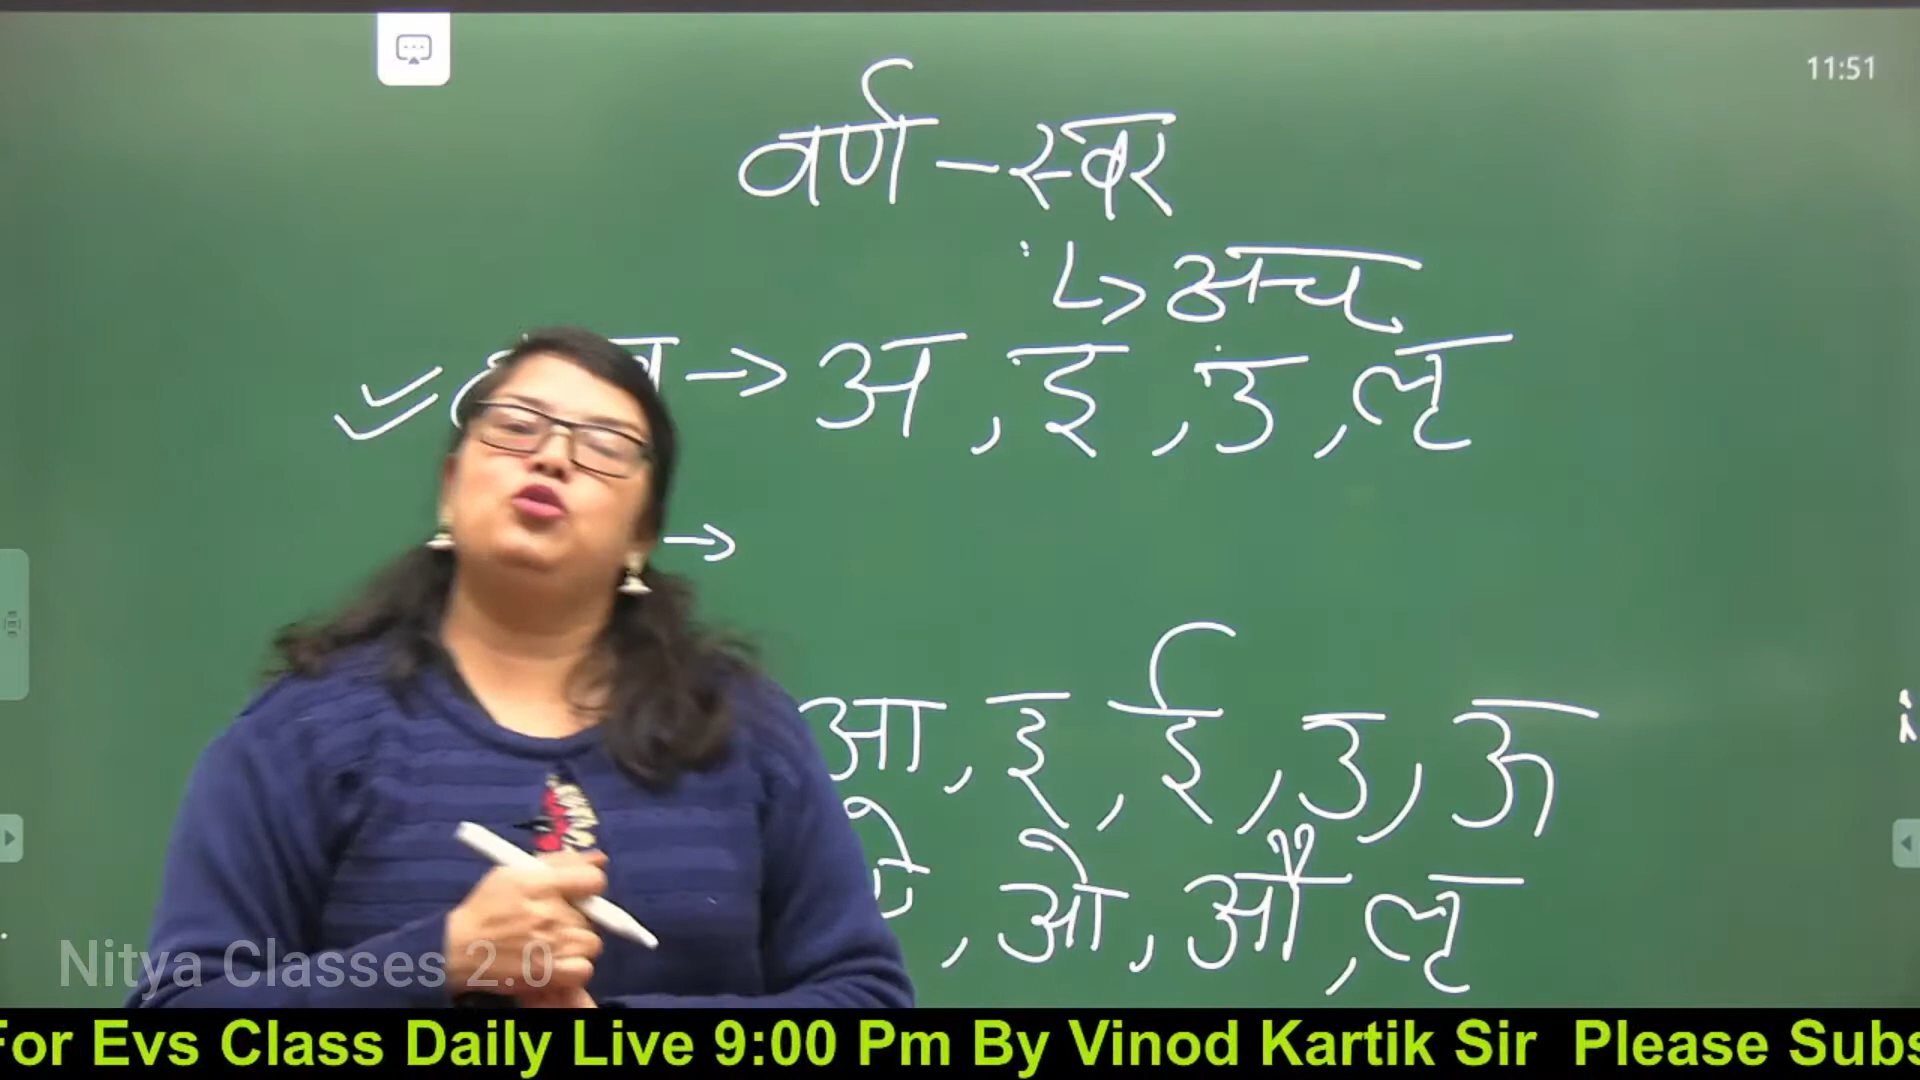 11:51
वर्ण – स्वर
↳ अच
→ अ, इ, उ, लृ
→
आ, इ, ई, उ, ऊ
, ओ, औ, लृ
Nitya Classes 2.0
For Evs Class Daily Live 9:00 Pm By Vinod Kartik Sir Please Subs